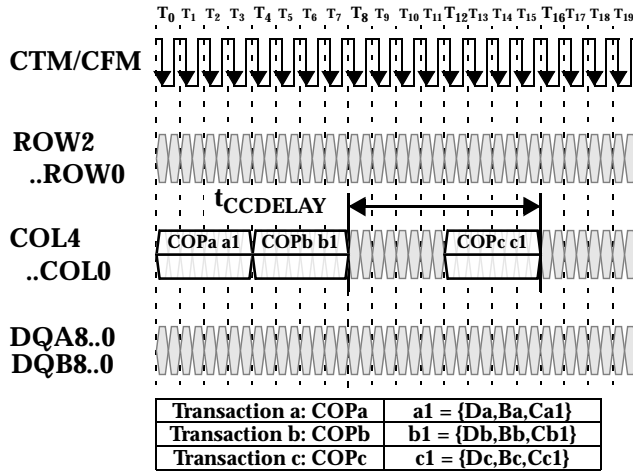 T0 T1 T2 T3 T4 T5 T6 T7 T8 T9 T10 T11 T12 T13 T14 T15 T16 T17 T18 T19
CTM/CFM
ROW2
..ROW0
tCCDELAY
COL4
..COL0
COPa a1 COPb b1 COPc c1
DQA8..0
DQB8..0
Transaction a: COPa a1 = {Da,Ba,Ca1}
Transaction b: COPb b1 = {Db,Bb,Cb1}
Transaction c: COPc c1 = {Dc,Bc,Cc1}